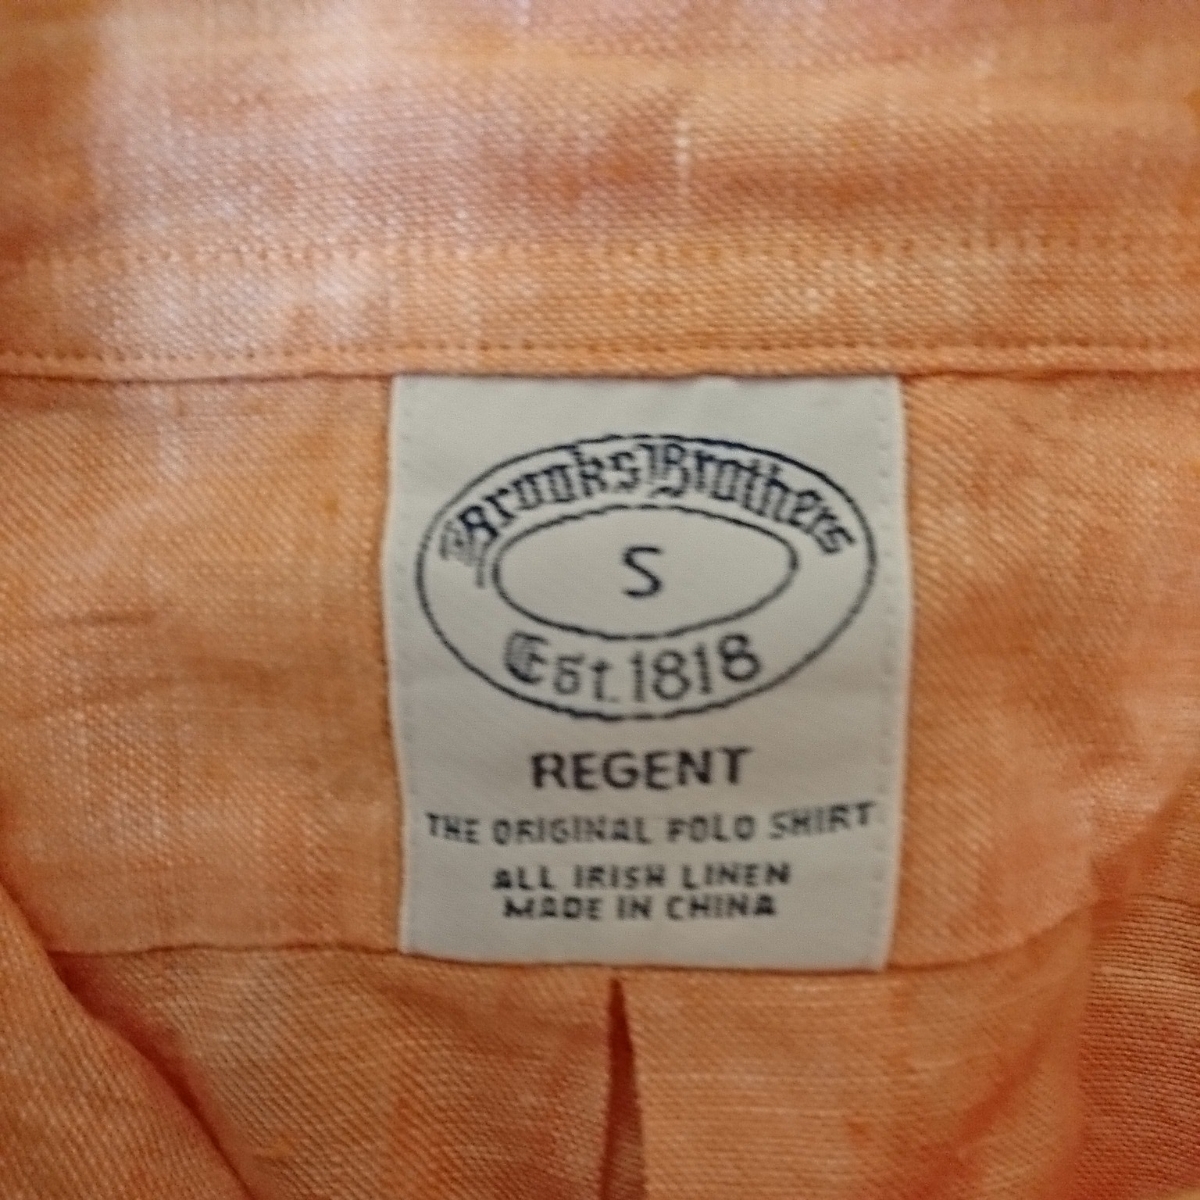 Brooks Brothers
S
Est. 1818
REGENT
THE ORIGINAL POLO SHIRT
ALL IRISH LINEN
MADE IN CHINA